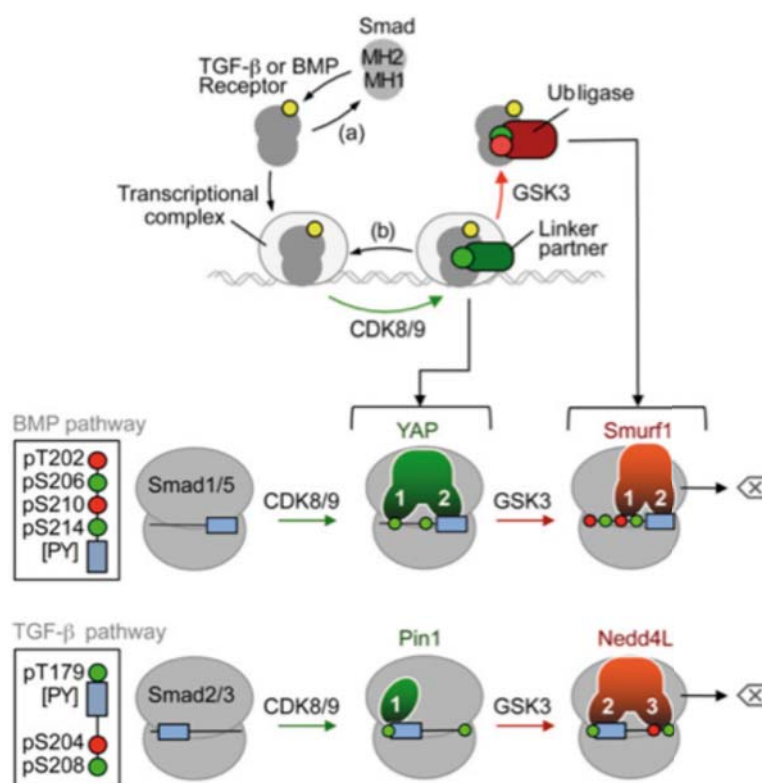 Smad
MH2
MH1
TGF-β or BMP
Receptor
(a)
Ub ligase
GSK3
Transcriptional
complex
(b)
Linker
partner
CDK8/9
BMP pathway
YAP
Smurf1
pT202
pS206
pS210
pS214
[PY]
Smad1/5
CDK8/9
1 2
GSK3
1 2
TGF-β pathway
Pin1
Nedd4L
pT179
[PY]
pS204
pS208
Smad2/3
CDK8/9
1
GSK3
2 3